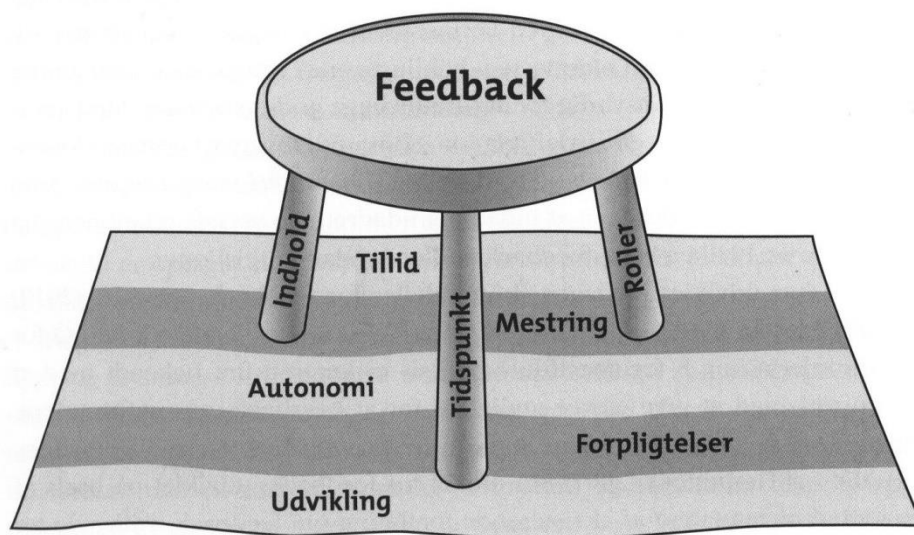 Feedback
Indhold
Tillid
Tidspunkt
Roller
Mestring
Autonomi
Forpligtelser
Udvikling